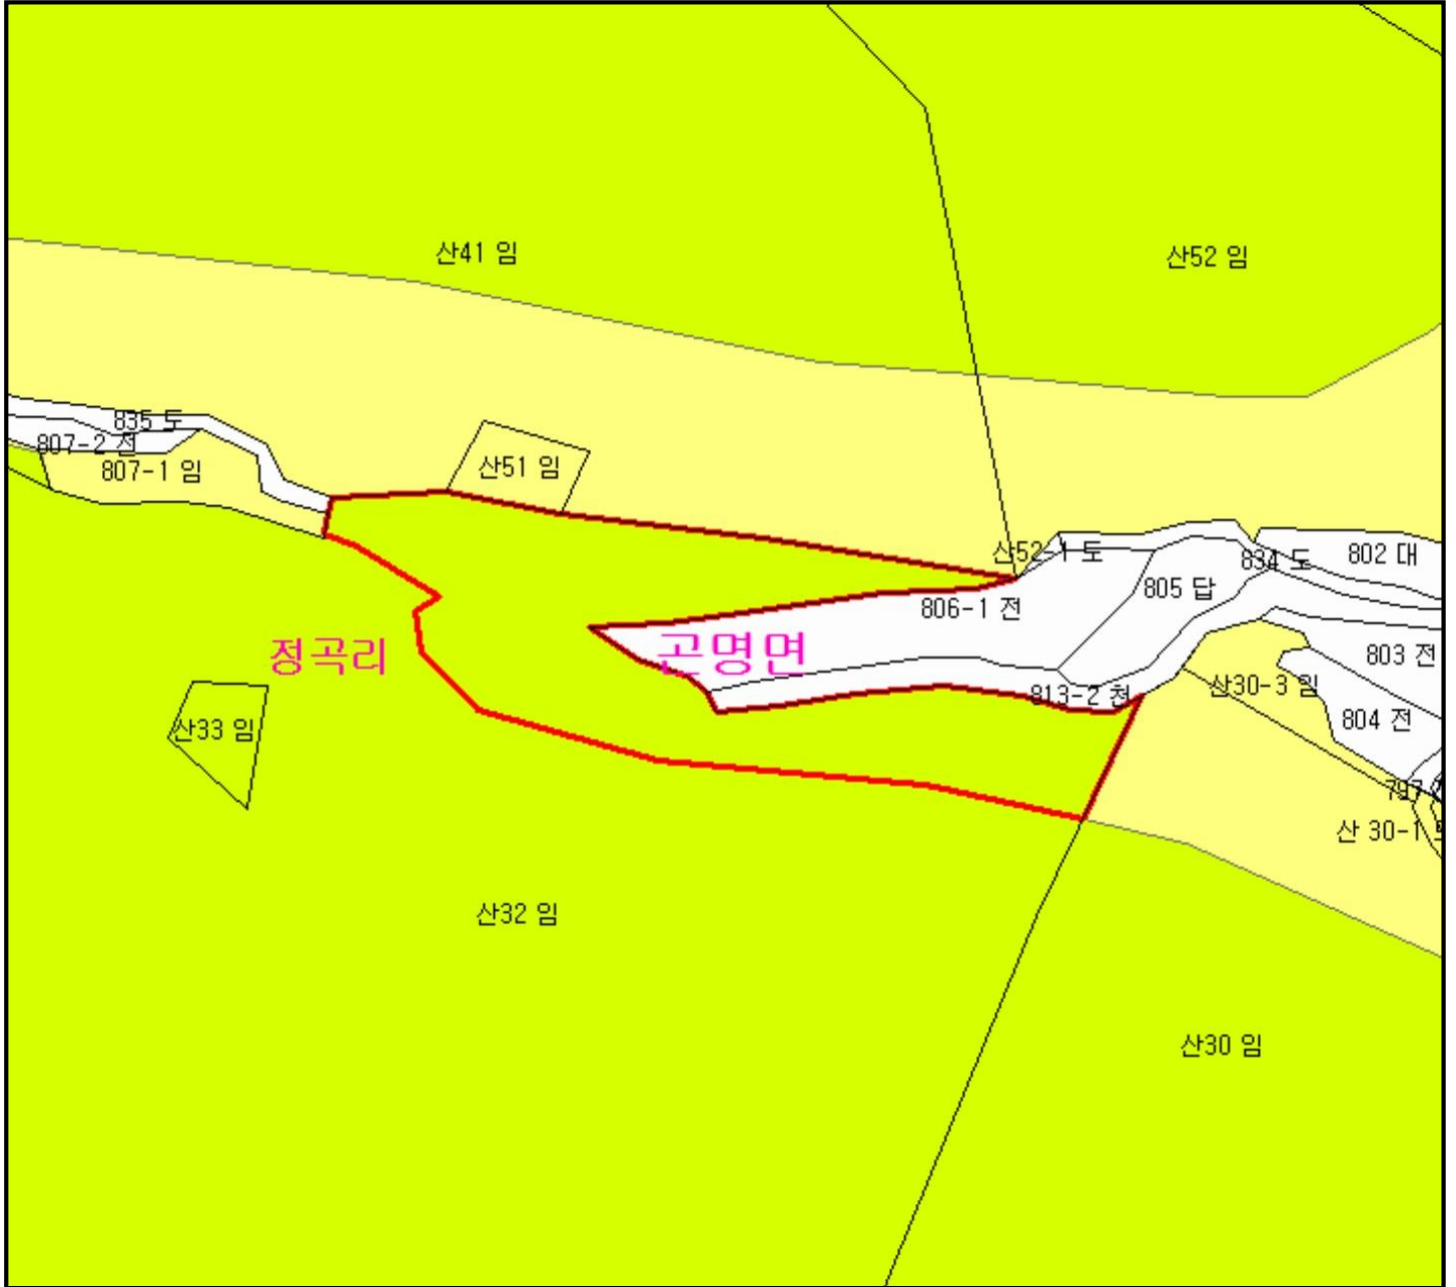 산41 임
산52 임
835 도
807-2 전
807-1 임
산51 임
산52-1 도
834 도
802 대
805 답
806-1 전
정곡리
곤명면
803 전
813-2 천
산30-3 임
804 전
산33 임
797
산 30-1
산32 임
산30 임